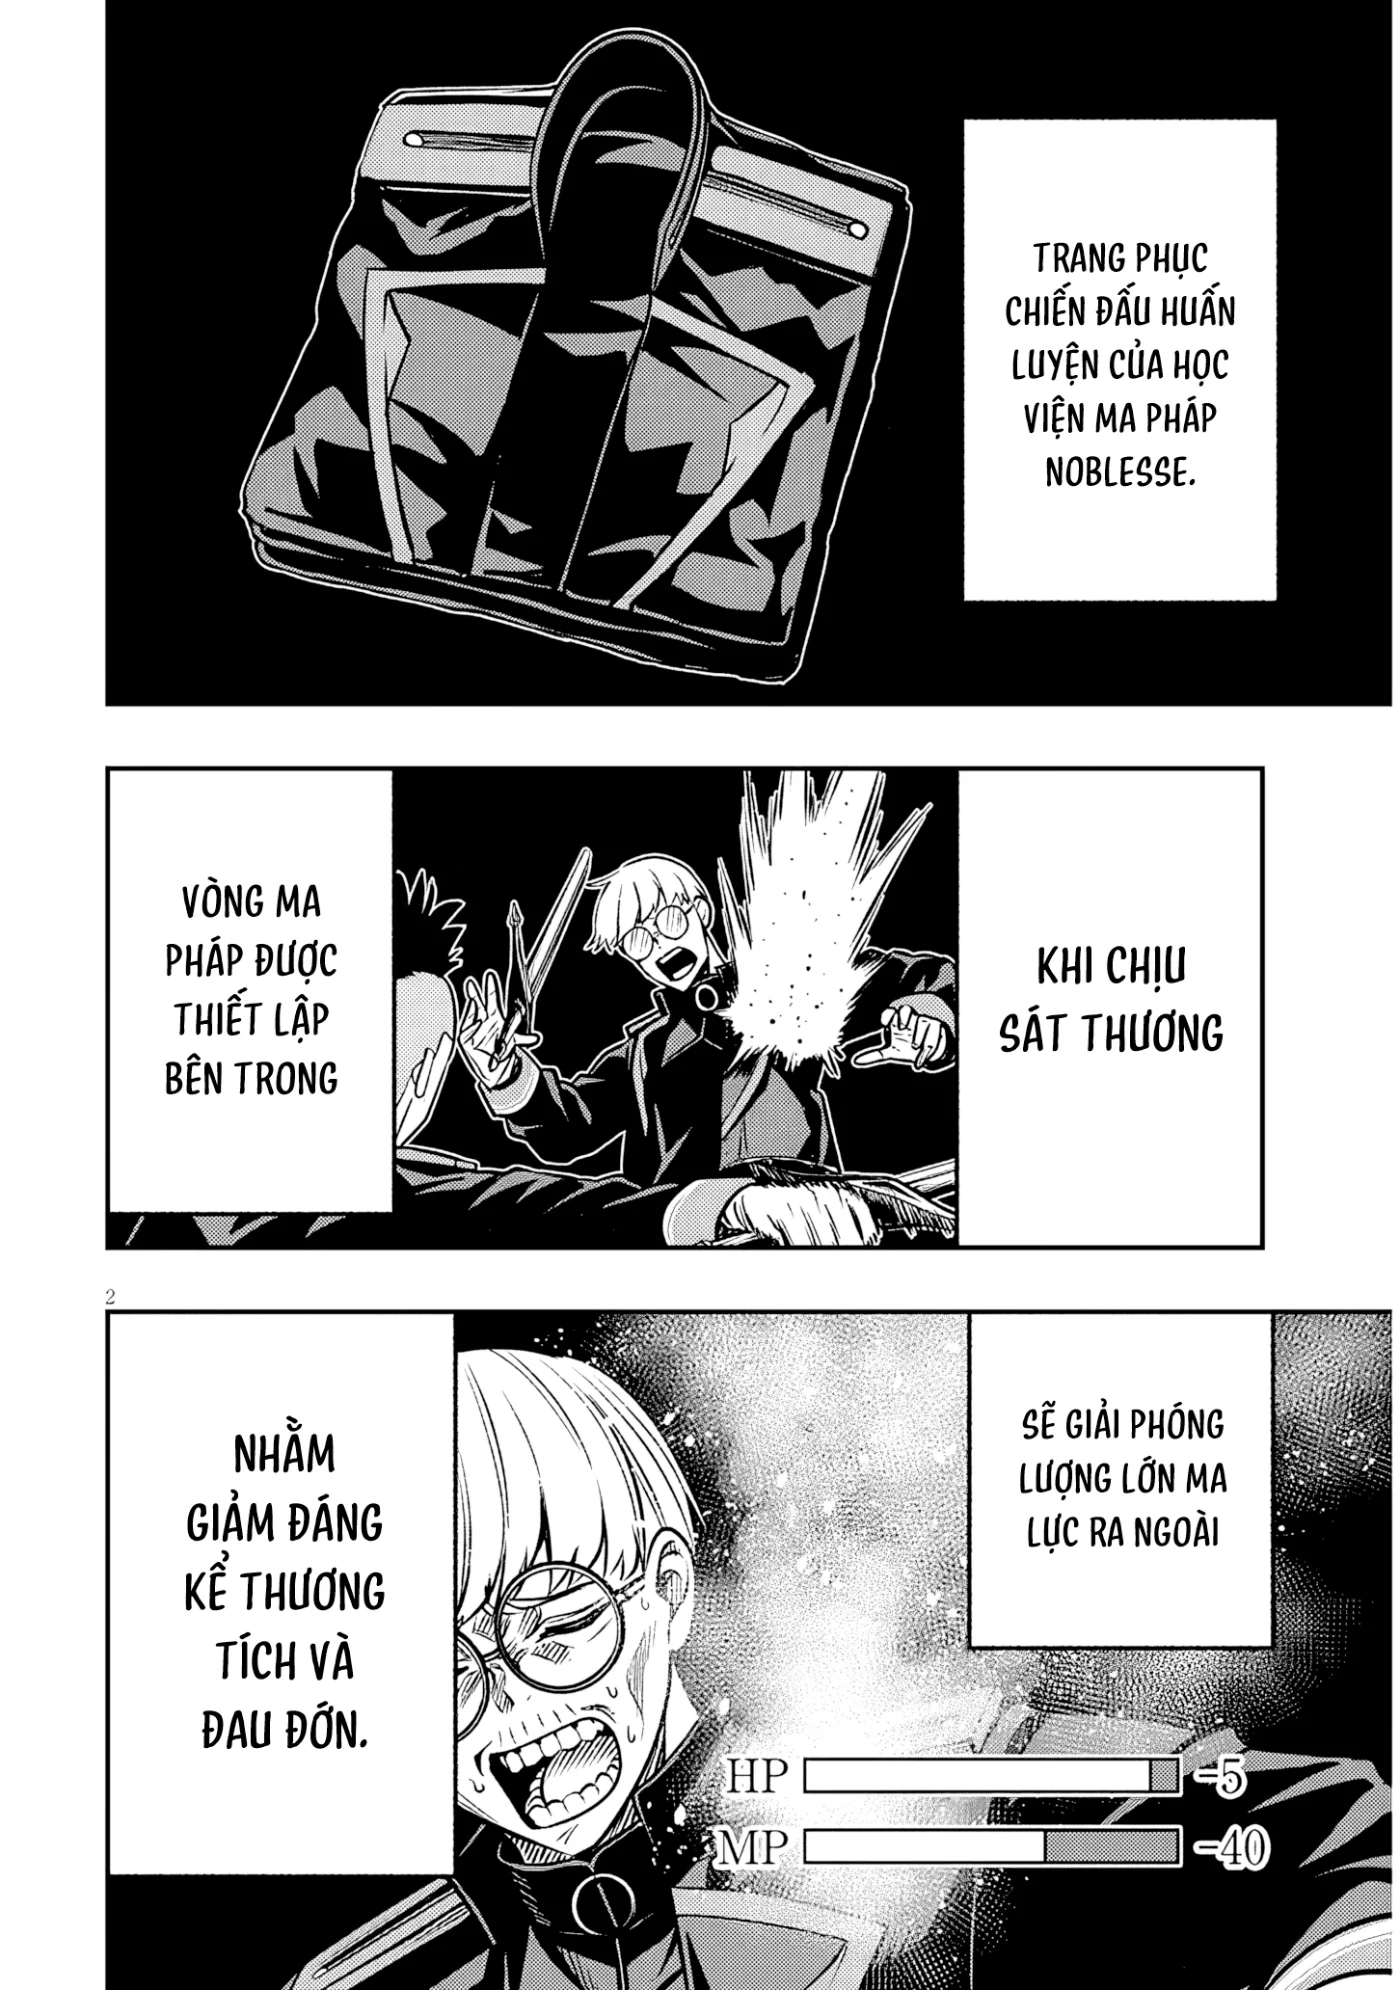 TRANG PHỤC
CHIẾN ĐẤU HUẤN
LUYỆN CỦA HỌC
VIỆN MA PHÁP
NOBLESSE.
KHI CHỊU
SÁT THƯƠNG
VÒNG MA
PHÁP ĐƯỢC
THIẾT LẬP
BÊN TRONG
2
SẼ GIẢI PHÓNG
LƯỢNG LỚN MA
LỰC RA NGOÀI
NHẰM
GIẢM ĐÁNG
KỂ THƯƠNG
TÍCH VÀ
ĐAU ĐỚN.
HP -5
MP -40